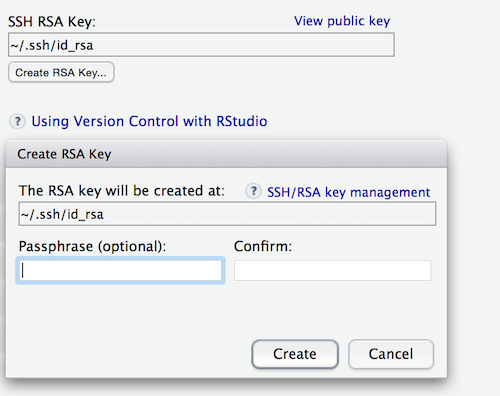 SSH RSA Key: View public key
~/.ssh/id_rsa
Create RSA Key...
? Using Version Control with RStudio
Create RSA Key
The RSA key will be created at: ? SSH/RSA key management
~/.ssh/id_rsa
Passphrase (optional): Confirm:
Create Cancel